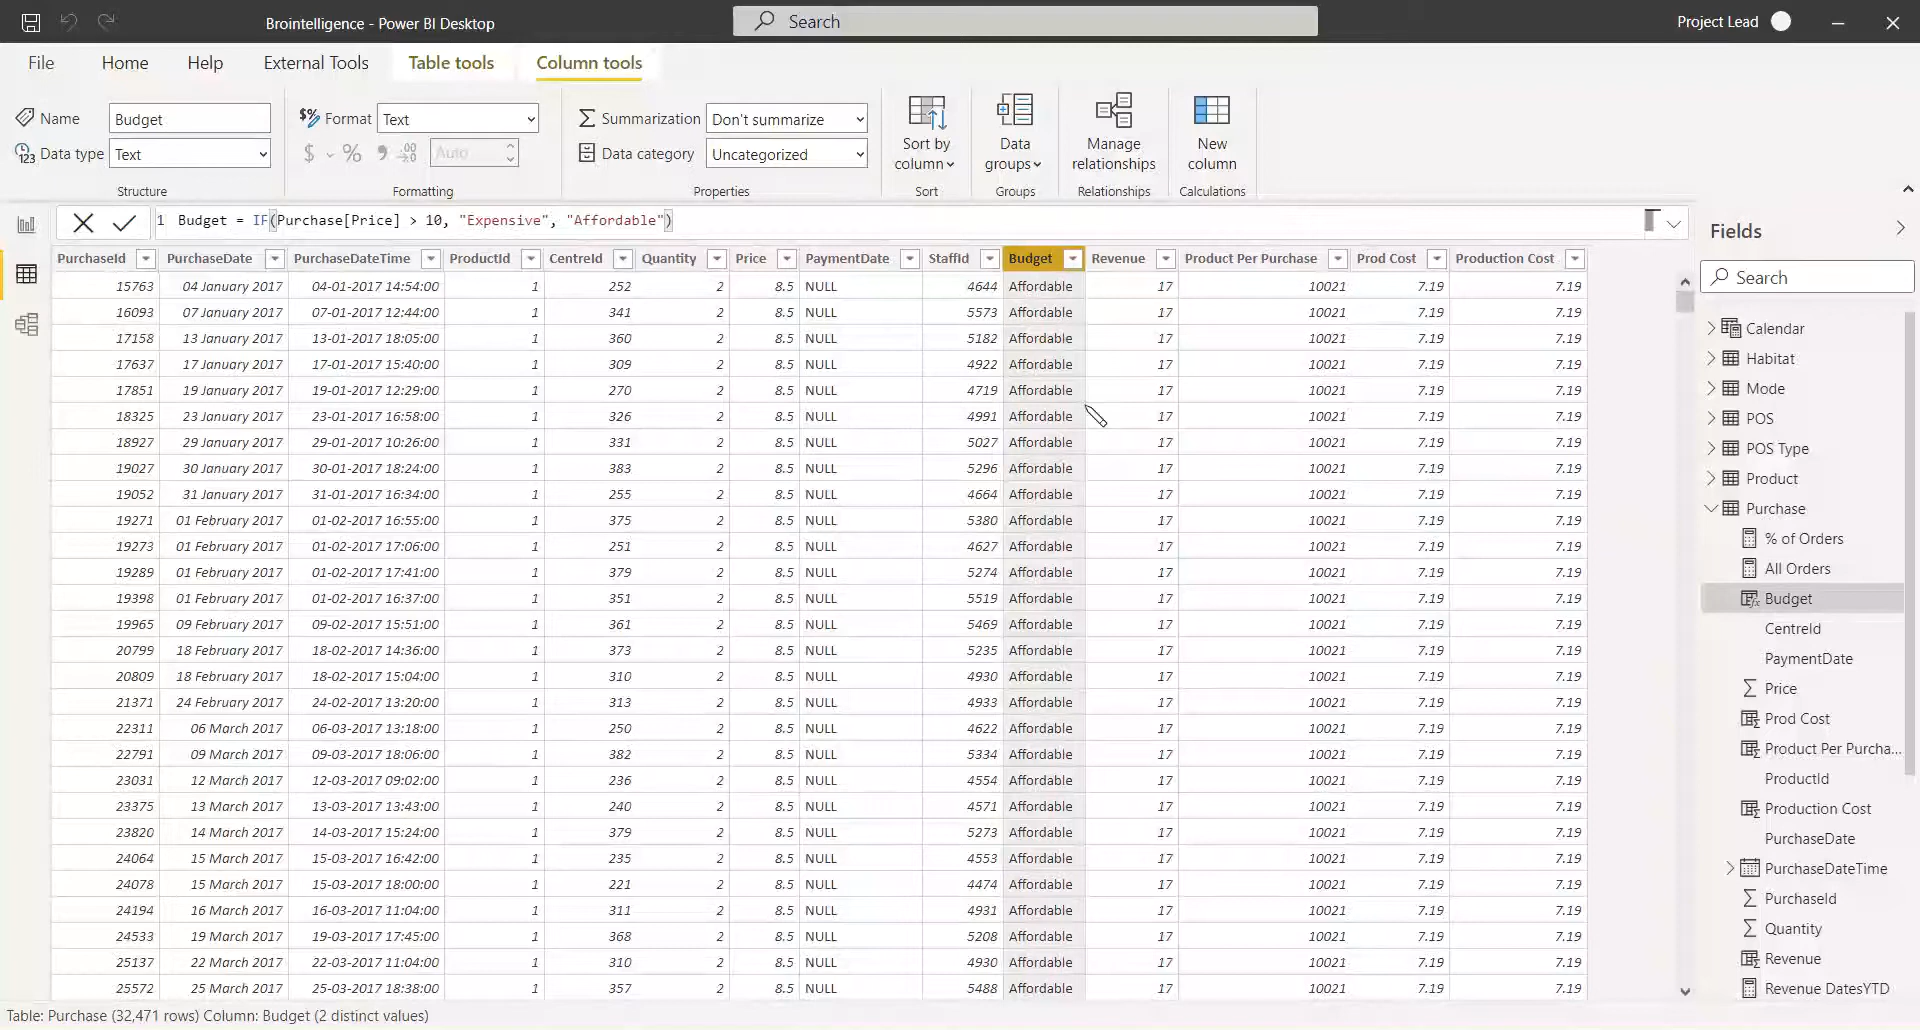 Brointelligence - Power BI Desktop
Search
Project Lead
File Home Help External Tools Table tools Column tools
Name Budget
Data type Text
Structure
$% Format Text
$ % Auto
Formatting
Summarization Don't summarize
Data category Uncategorized
Properties
Sort by column
Sort
Data groups
Groups
Manage relationships
Relationships
New column
Calculations
1 Budget = IF(Purchase[Price] > 10, "Expensive", "Affordable")
PurchaseId PurchaseDate PurchaseDateTime ProductId CentreId Quantity Price PaymentDate StaffId Budget Revenue Product Per Purchase Prod Cost Production Cost
15763 04 January 2017 04-01-2017 14:54:00 1 252 2 8.5 NULL 4644 Affordable 17 10021 7.19 7.19
16093 07 January 2017 07-01-2017 12:44:00 1 341 2 8.5 NULL 5573 Affordable 17 10021 7.19 7.19
17158 13 January 2017 13-01-2017 18:05:00 1 360 2 8.5 NULL 5182 Affordable 17 10021 7.19 7.19
17637 17 January 2017 17-01-2017 15:40:00 1 309 2 8.5 NULL 4922 Affordable 17 10021 7.19 7.19
17851 19 January 2017 19-01-2017 12:29:00 1 270 2 8.5 NULL 4719 Affordable 17 10021 7.19 7.19
18325 23 January 2017 23-01-2017 16:58:00 1 326 2 8.5 NULL 4991 Affordable 17 10021 7.19 7.19
18927 29 January 2017 29-01-2017 10:26:00 1 331 2 8.5 NULL 5027 Affordable 17 10021 7.19 7.19
19027 30 January 2017 30-01-2017 18:24:00 1 383 2 8.5 NULL 5296 Affordable 17 10021 7.19 7.19
19052 31 January 2017 31-01-2017 16:34:00 1 255 2 8.5 NULL 4664 Affordable 17 10021 7.19 7.19
19271 01 February 2017 01-02-2017 16:55:00 1 375 2 8.5 NULL 5380 Affordable 17 10021 7.19 7.19
19273 01 February 2017 01-02-2017 17:06:00 1 251 2 8.5 NULL 4627 Affordable 17 10021 7.19 7.19
19289 01 February 2017 01-02-2017 17:41:00 1 379 2 8.5 NULL 5274 Affordable 17 10021 7.19 7.19
19398 01 February 2017 01-02-2017 16:37:00 1 351 2 8.5 NULL 5519 Affordable 17 10021 7.19 7.19
19965 09 February 2017 09-02-2017 15:51:00 1 361 2 8.5 NULL 5469 Affordable 17 10021 7.19 7.19
20799 18 February 2017 18-02-2017 14:36:00 1 373 2 8.5 NULL 5235 Affordable 17 10021 7.19 7.19
20809 18 February 2017 18-02-2017 15:04:00 1 310 2 8.5 NULL 4930 Affordable 17 10021 7.19 7.19
21371 24 February 2017 24-02-2017 13:20:00 1 313 2 8.5 NULL 4933 Affordable 17 10021 7.19 7.19
22311 06 March 2017 06-03-2017 13:18:00 1 250 2 8.5 NULL 4622 Affordable 17 10021 7.19 7.19
22791 09 March 2017 09-03-2017 18:06:00 1 382 2 8.5 NULL 5334 Affordable 17 10021 7.19 7.19
23031 12 March 2017 12-03-2017 09:02:00 1 236 2 8.5 NULL 4554 Affordable 17 10021 7.19 7.19
23375 13 March 2017 13-03-2017 13:43:00 1 240 2 8.5 NULL 4571 Affordable 17 10021 7.19 7.19
23820 14 March 2017 14-03-2017 15:24:00 1 379 2 8.5 NULL 5273 Affordable 17 10021 7.19 7.19
24064 15 March 2017 15-03-2017 16:42:00 1 235 2 8.5 NULL 4553 Affordable 17 10021 7.19 7.19
24078 15 March 2017 15-03-2017 18:00:00 1 221 2 8.5 NULL 4474 Affordable 17 10021 7.19 7.19
24194 16 March 2017 16-03-2017 11:04:00 1 311 2 8.5 NULL 4931 Affordable 17 10021 7.19 7.19
24533 19 March 2017 19-03-2017 17:45:00 1 368 2 8.5 NULL 5208 Affordable 17 10021 7.19 7.19
25137 22 March 2017 22-03-2017 11:04:00 1 310 2 8.5 NULL 4930 Affordable 17 10021 7.19 7.19
25572 25 March 2017 25-03-2017 18:38:00 1 357 2 8.5 NULL 5488 Affordable 17 10021 7.19 7.19
Fields
Search
Calendar
Habitat
Mode
POS
POS Type
Product
Purchase
% of Orders
All Orders
Budget
CentreId
PaymentDate
Price
Prod Cost
Product Per Purcha...
ProductId
Production Cost
PurchaseDate
PurchaseDateTime
PurchaseId
Quantity
Revenue
Revenue DatesYTD
Table: Purchase (32,471 rows) Column: Budget (2 distinct values)